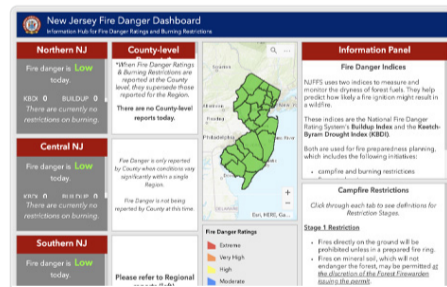 New Jersey Fire Danger Dashboard
Information Hub for Fire Danger Ratings and Burning Restrictions
Northern NJ
Fire danger is Low
today.
KBDI 0 BUILDUP 0
There are currently no
restrictions on burning.
Central NJ
Fire danger is Low
today.
KBDI 0 BUILDUP 0
There are currently no
restrictions on burning.
Southern NJ
Fire danger is Low
today.
County-level
"When Fire Danger Ratings
& Burning Restrictions are
reported at the County
level, they supersede those
reported for the Region.
There are no County-level
reports today.
Fire Danger is only reported
by County when conditions vary
significantly within a single
Region.
Fire Danger is not being
reported by County at this time.
Please refer to Regional
reports (left)
Philadelphia
Esri, HERE, Ga...
Fire Danger Ratings
Extreme
Very High
High
Moderate
Information Panel
Fire Danger Indices
NJFFS uses two indices to measure and
monitor the dryness of forest fuels. They help
predict how likely a fire ignition might result in
a wildfire.
These indices are the National Fire Danger
Rating System's Buildup Index and the Keetch-
Byram Drought Index (KBDI).
Both are used for fire preparedness planning,
which includes the following initiatives:
• campfire and burning restrictions
Campfire Restrictions
Click through each tab to see definitions for
Restriction Stages.
Stage 1 Restriction
• Fires directly on the ground will be
prohibited unless in a prepared fire ring.
• Fires on mineral soil, which will not
endanger the forest, may be permitted at
the discretion of the Forest Firewarden
issuing the permit.